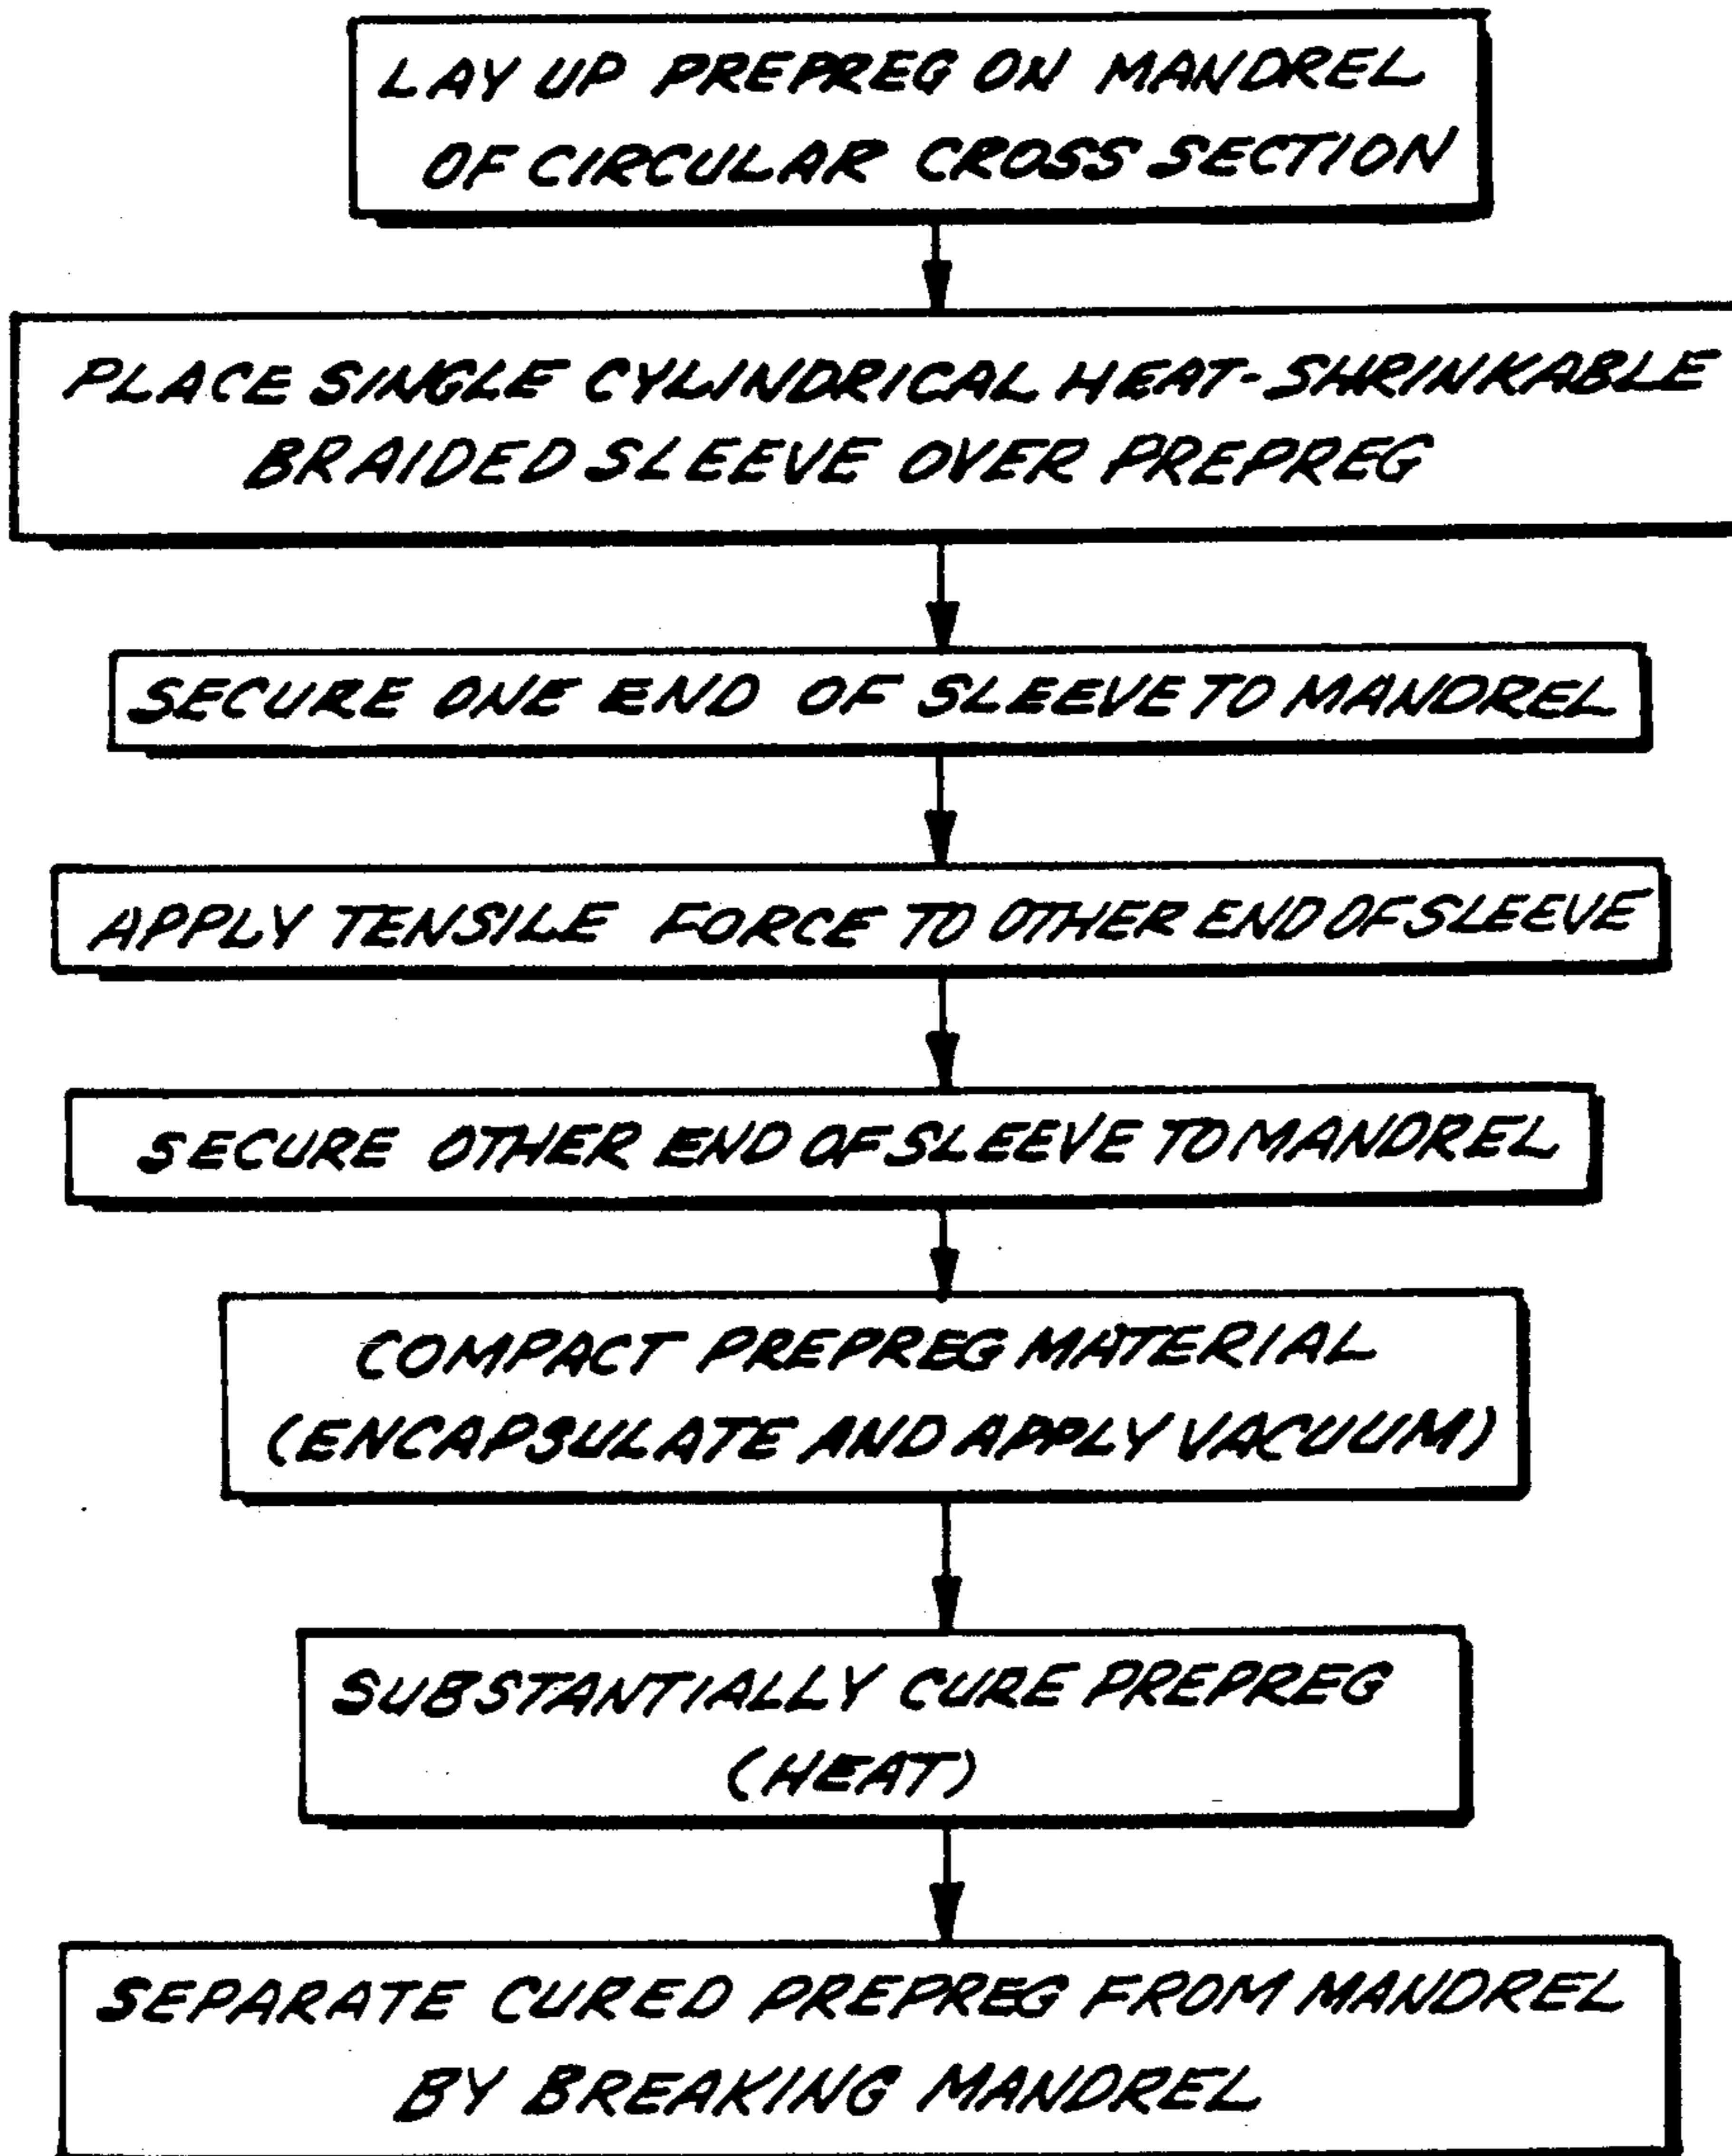 LAY UP PREPREG ON MANDREL
OF CIRCULAR CROSS SECTION
PLACE SINGLE CYLINDRICAL HEAT-SHRINKABLE
BRAIDED SLEEVE OVER PREPREG
SECURE ONE END OF SLEEVE TO MANDREL
APPLY TENSILE FORCE TO OTHER END OF SLEEVE
SECURE OTHER END OF SLEEVE TO MANDREL
COMPACT PREPREG MATERIAL
(ENCAPSULATE AND APPLY VACUUM)
SUBSTANTIALLY CURE PREPREG
(HEAT)
SEPARATE CURED PREPREG FROM MANDREL
BY BREAKING MANDREL